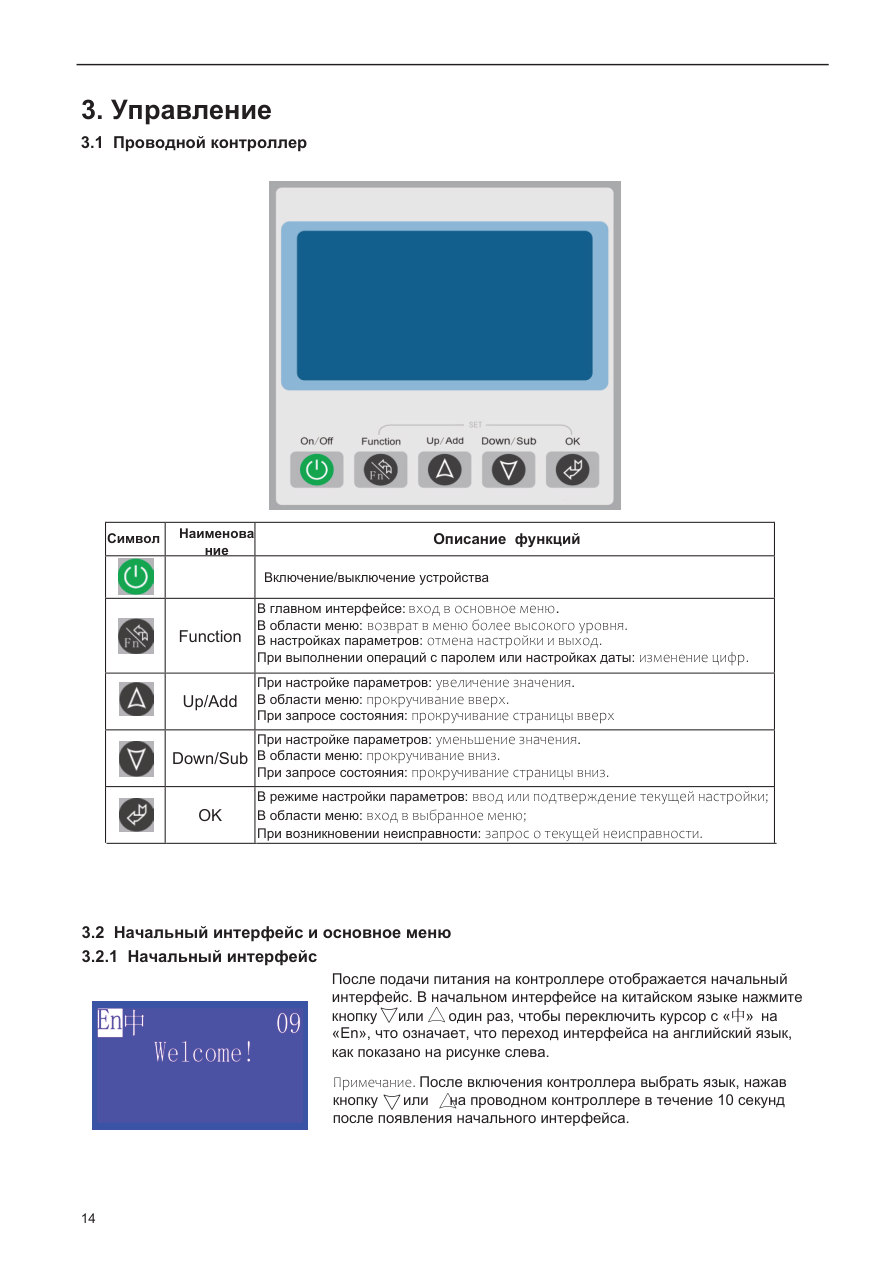 3. Управление
3.1 Проводной контроллер
SET
On/Off Function Up/Add Down/Sub OK
Fn
Символ Наименова
ние Описание функций
Включение/выключение устройства
Fn Function
В главном интерфейсе: вход в основное меню.
В области меню: возврат в меню более высокого уровня.
В настройках параметров: отмена настройки и выход.
При выполнении операций с паролем или настройках даты: изменение цифр.
Up/Add
При настройке параметров: увеличение значения.
В области меню: прокручивание вверх.
При запросе состояния: прокручивание страницы вверх
Down/Sub
При настройке параметров: уменьшение значения.
В области меню: прокручивание вниз.
При запросе состояния: прокручивание страницы вниз.
OK
В режиме настройки параметров: ввод или подтверждение текущей настройки;
В области меню: вход в выбранное меню;
При возникновении неисправности: запрос о текущей неисправности.
3.2 Начальный интерфейс и основное меню
3.2.1 Начальный интерфейс
En中 09
Welcome!
После подачи питания на контроллере отображается начальный
интерфейс. В начальном интерфейсе на китайском языке нажмите
кнопку ▽ или △ один раз, чтобы переключить курсор с «中» на
«En», что означает, что переход интерфейса на английский язык,
как показано на рисунке слева.
Примечание. После включения контроллера выбрать язык, нажав
кнопку ▽ или △ на проводном контроллере в течение 10 секунд
после появления начального интерфейса.
14